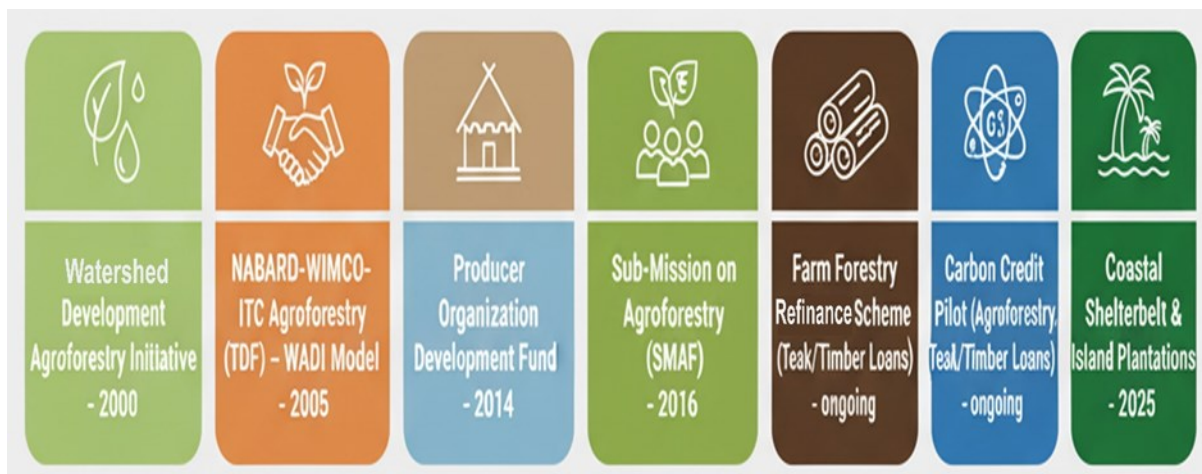 GS
Watershed
Development
Agroforestry Initiative
- 2000
NABARD-WIMCO-
ITC Agroforestry
(TDF) – WADI Model
- 2005
Producer
Organization
Development Fund
- 2014
Sub-Mission on
Agroforestry
(SMAF)
- 2016
Farm Forestry
Refinance Scheme
(Teak/Timber Loans)
- ongoing
Carbon Credit
Pilot (Agroforestry,
Teak/Timber Loans)
- ongoing
Coastal
Shelterbelt &
Island Plantations
- 2025